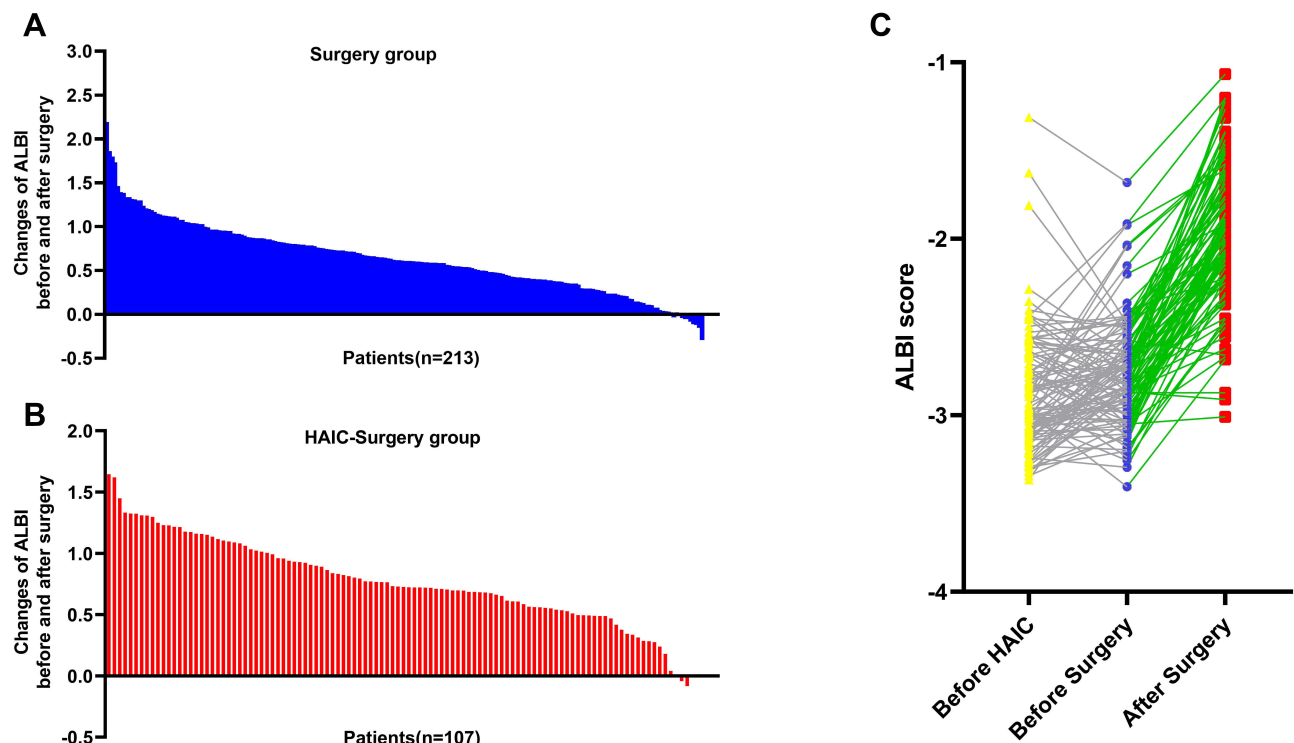 A
Surgery group
3.0
2.5
2.0
1.5
1.0
0.5
0.0
-0.5
Changes of ALBI
before and after surgery
Patients(n=213)
B
HAIC-Surgery group
2.0
1.5
1.0
0.5
0.0
-0.5
Changes of ALBI
before and after surgery
Patients(n=107)
C
-1
-2
-3
-4
ALBI score
Before HAIC
Before Surgery
After Surgery